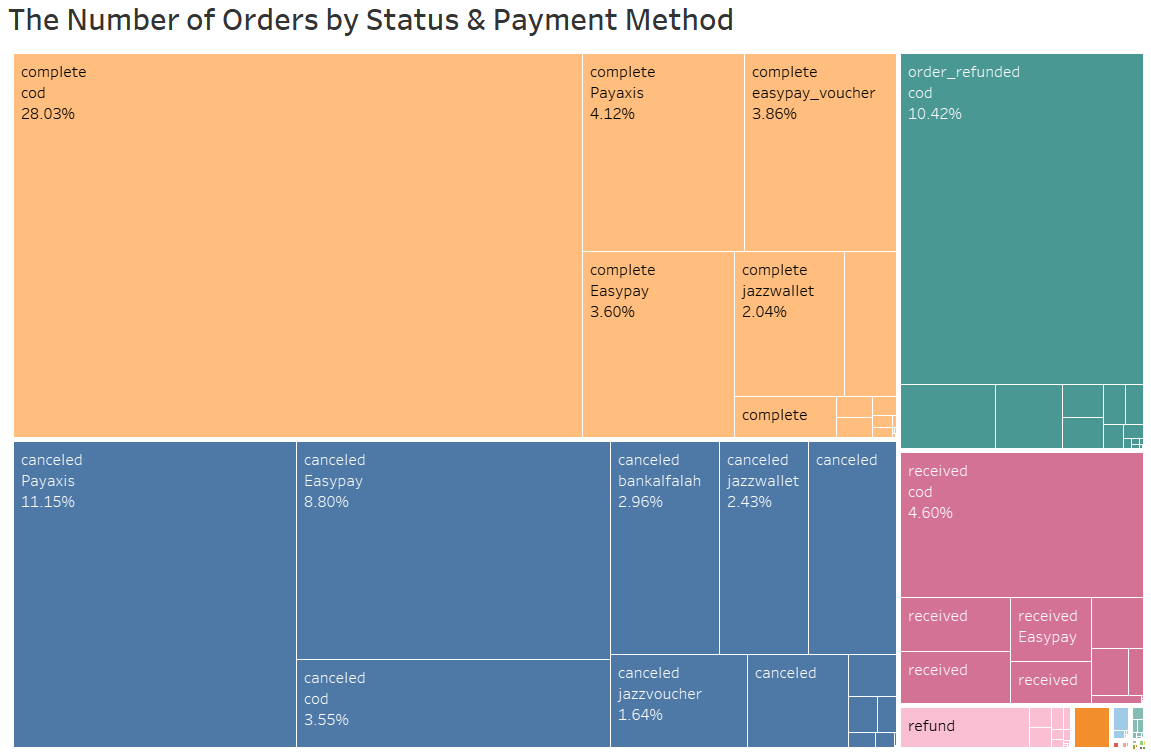 The Number of Orders by Status & Payment Method
complete
cod
28.03%
complete
Payaxis
4.12%
complete
easypay_voucher
3.86%
complete
Easypay
3.60%
complete
jazzwallet
2.04%
complete
canceled
Payaxis
11.15%
canceled
Easypay
8.80%
canceled
cod
3.55%
canceled
bankalfalah
2.96%
canceled
jazzwallet
2.43%
canceled
canceled
jazzvoucher
1.64%
canceled
order_refunded
cod
10.42%
received
cod
4.60%
received
received
Easypay
received
received
refund